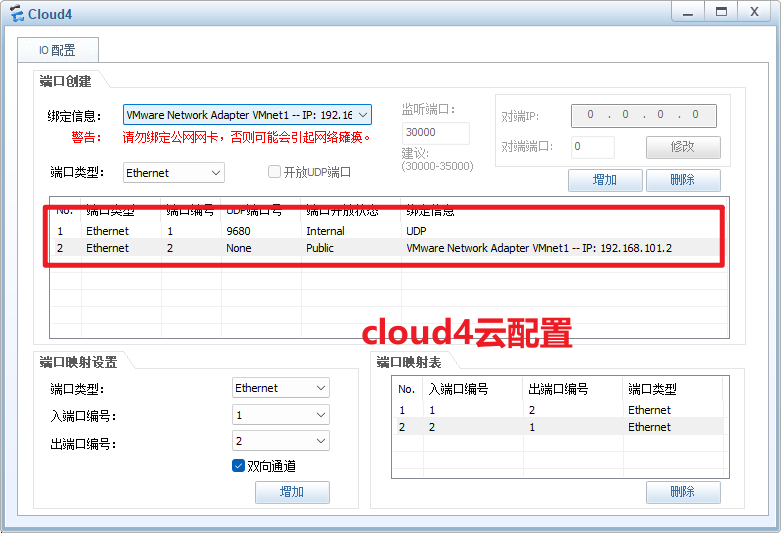 Cloud4
IO 配置
端口创建
绑定信息: VMware Network Adapter VMnet1 -- IP: 192.16
警告: 请勿绑定公网网卡，否则可能会引起网络瘫痪。
端口类型: Ethernet 开放UDP端口
监听端口:
30000
建议:
(30000-35000)
对端IP: 0 . 0 . 0 . 0
对端端口: 0 修改
增加 删除
No. 端口类型 端口编号 UDP端口号 端口开放状态 绑定信息
1 Ethernet 1 9680 Internal UDP
2 Ethernet 2 None Public VMware Network Adapter VMnet1 -- IP: 192.168.101.2
cloud4云配置
端口映射设置
端口类型: Ethernet
入端口编号: 1
出端口编号: 2
双向通道
增加
端口映射表
No. 入端口编号 出端口编号 端口类型
1 1 2 Ethernet
2 2 1 Ethernet
删除